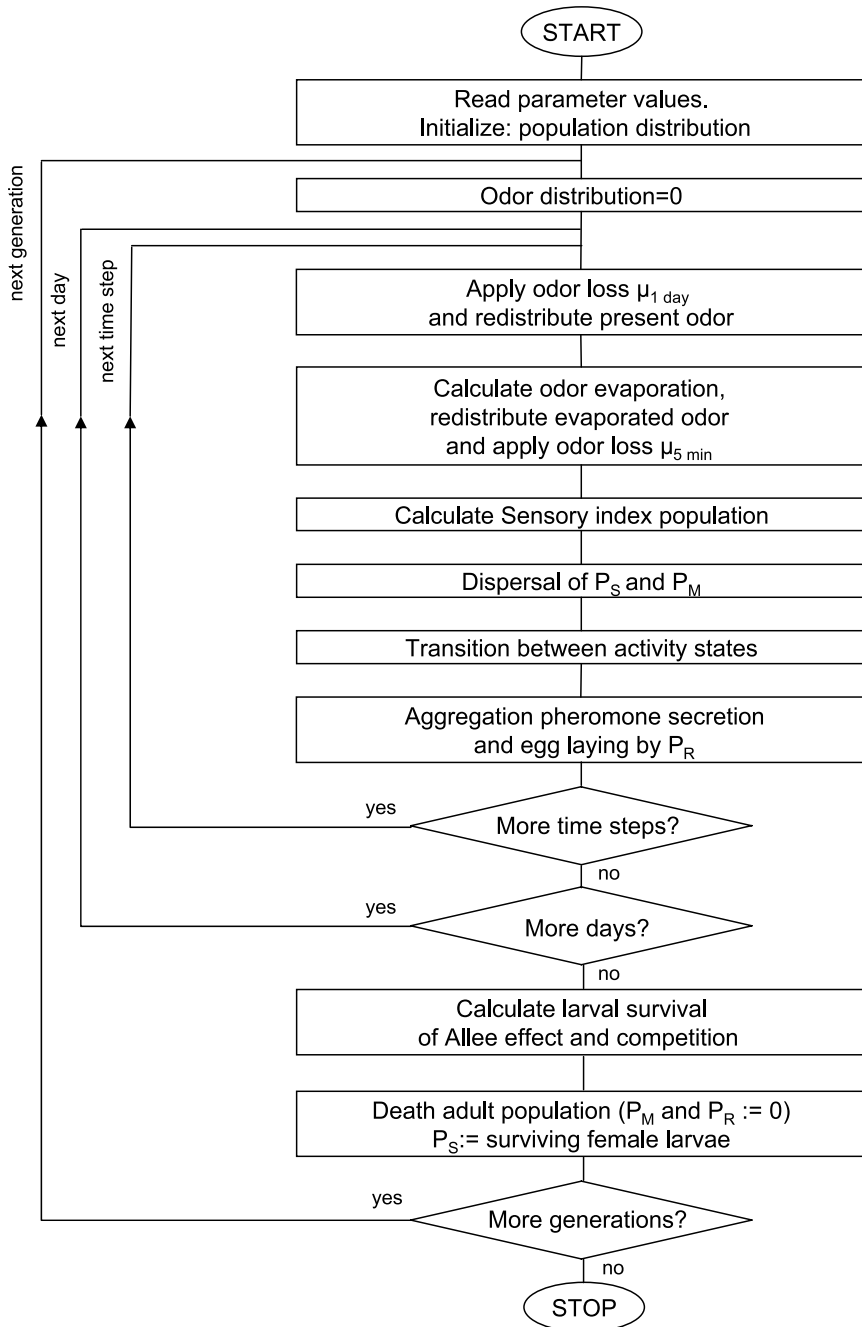 START
Read parameter values.
Initialize: population distribution
next generation
Odor distribution=0
next day
next time step
Apply odor loss μ1 day
and redistribute present odor
Calculate odor evaporation,
redistribute evaporated odor
and apply odor loss μ5 min
Calculate Sensory index population
Dispersal of PS and PM
Transition between activity states
Aggregation pheromone secretion
and egg laying by PR
yes
More time steps?
no
yes
More days?
no
Calculate larval survival
of Allee effect and competition
Death adult population (PM and PR := 0)
PS:= surviving female larvae
yes
More generations?
no
STOP